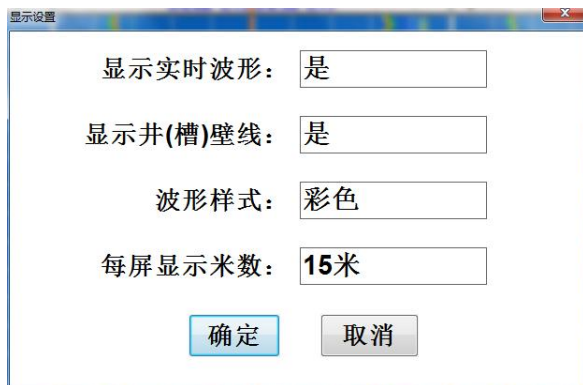 显示设置
显示实时波形： 是
显示井(槽)壁线： 是
波形样式： 彩色
每屏显示米数： 15米
确定 取消